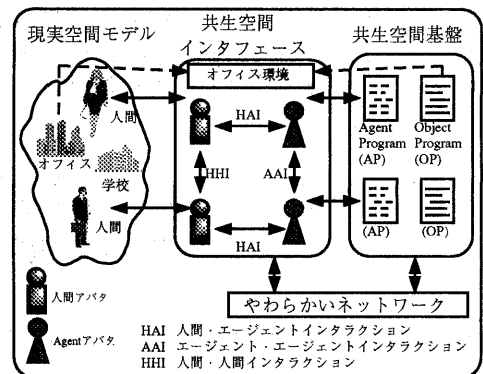 現実空間モデル
共生空間
インタフェース
共生空間基盤
オフィス環境
人間
オフィス
学校
人間
HAI
HHI
AAI
HAI
Agent
Program
(AP)
Object
Program
(OP)
(AP)
(OP)
やわらかいネットワーク
人間アバタ
Agentアバタ
HAI 人間・エージェントインタラクション
AAI エージェント・エージェントインタラクション
HHI 人間・人間インタラクション